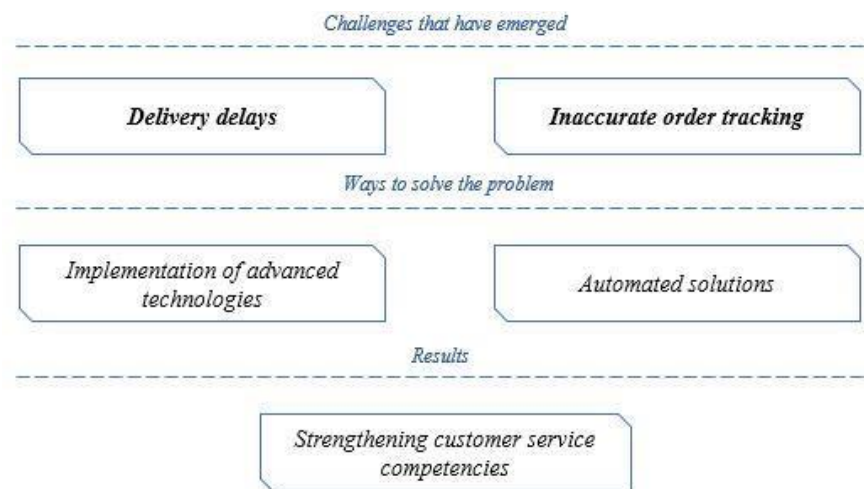 Challenges that have emerged
Delivery delays
Inaccurate order tracking
Ways to solve the problem
Implementation of advanced
technologies
Automated solutions
Results
Strengthening customer service
competencies